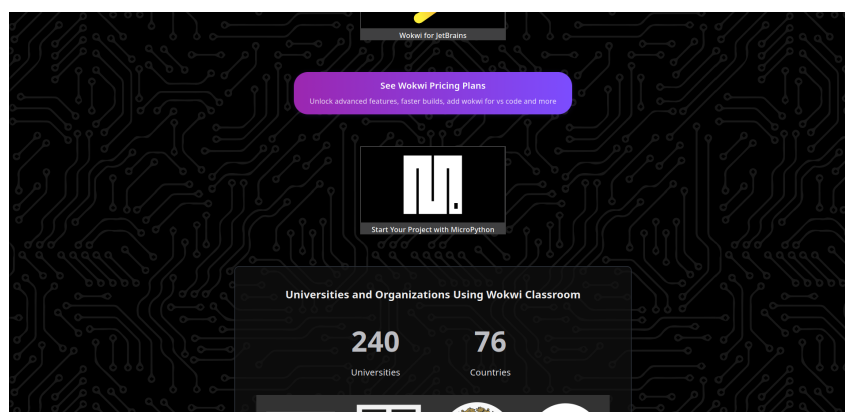 Wokwi for JetBrains
See Wokwi Pricing Plans
Unlock advanced features, faster builds, add wokwi for vs code and more
Start Your Project with MicroPython
Universities and Organizations Using Wokwi Classroom
240
76
Universities
Countries